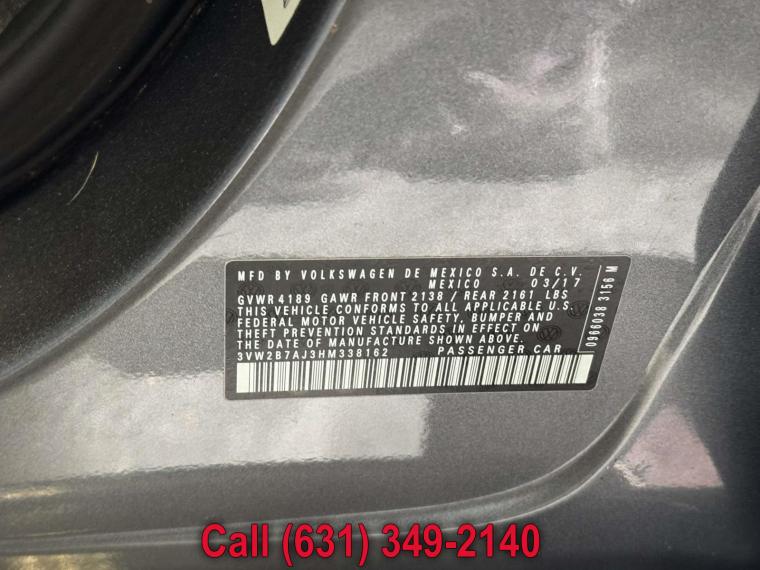 MFD BY VOLKSWAGEN DE MEXICO S.A. DE C.V.
MEXICO 03/17
GVWR 4189 GAWR FRONT 2138 / REAR 2161 LBS
THIS VEHICLE CONFORMS TO ALL APPLICABLE U.S.
FEDERAL MOTOR VEHICLE SAFETY, BUMPER AND
THEFT PREVENTION STANDARDS IN EFFECT ON
THE DATE OF MANUFACTURE SHOWN ABOVE.
3VW2B7AJ3HM338162 PASSENGER CAR
0966038 3156 M
Call (631) 349-2140